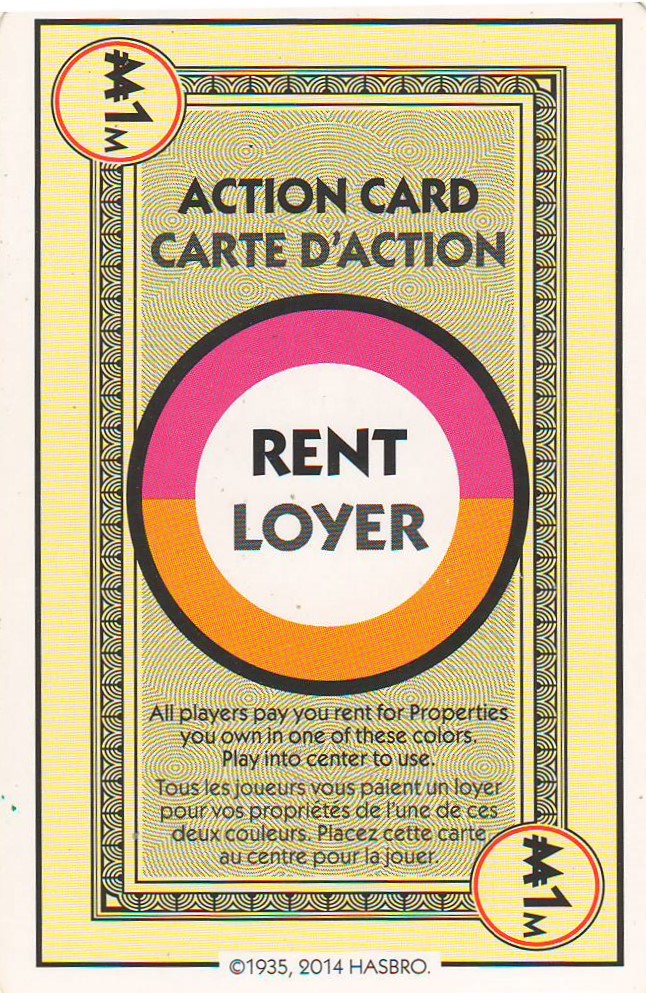 ₩1M
ACTION CARD
CARTE D'ACTION
RENT
LOYER
All players pay you rent for Properties
you own in one of these colors.
Play into center to use.
Tous les joueurs vous paient un loyer
pour vos propriétés de l'une de ces
deux couleurs. Placez cette carte
au centre pour la jouer.
₩1M
©1935, 2014 HASBRO.